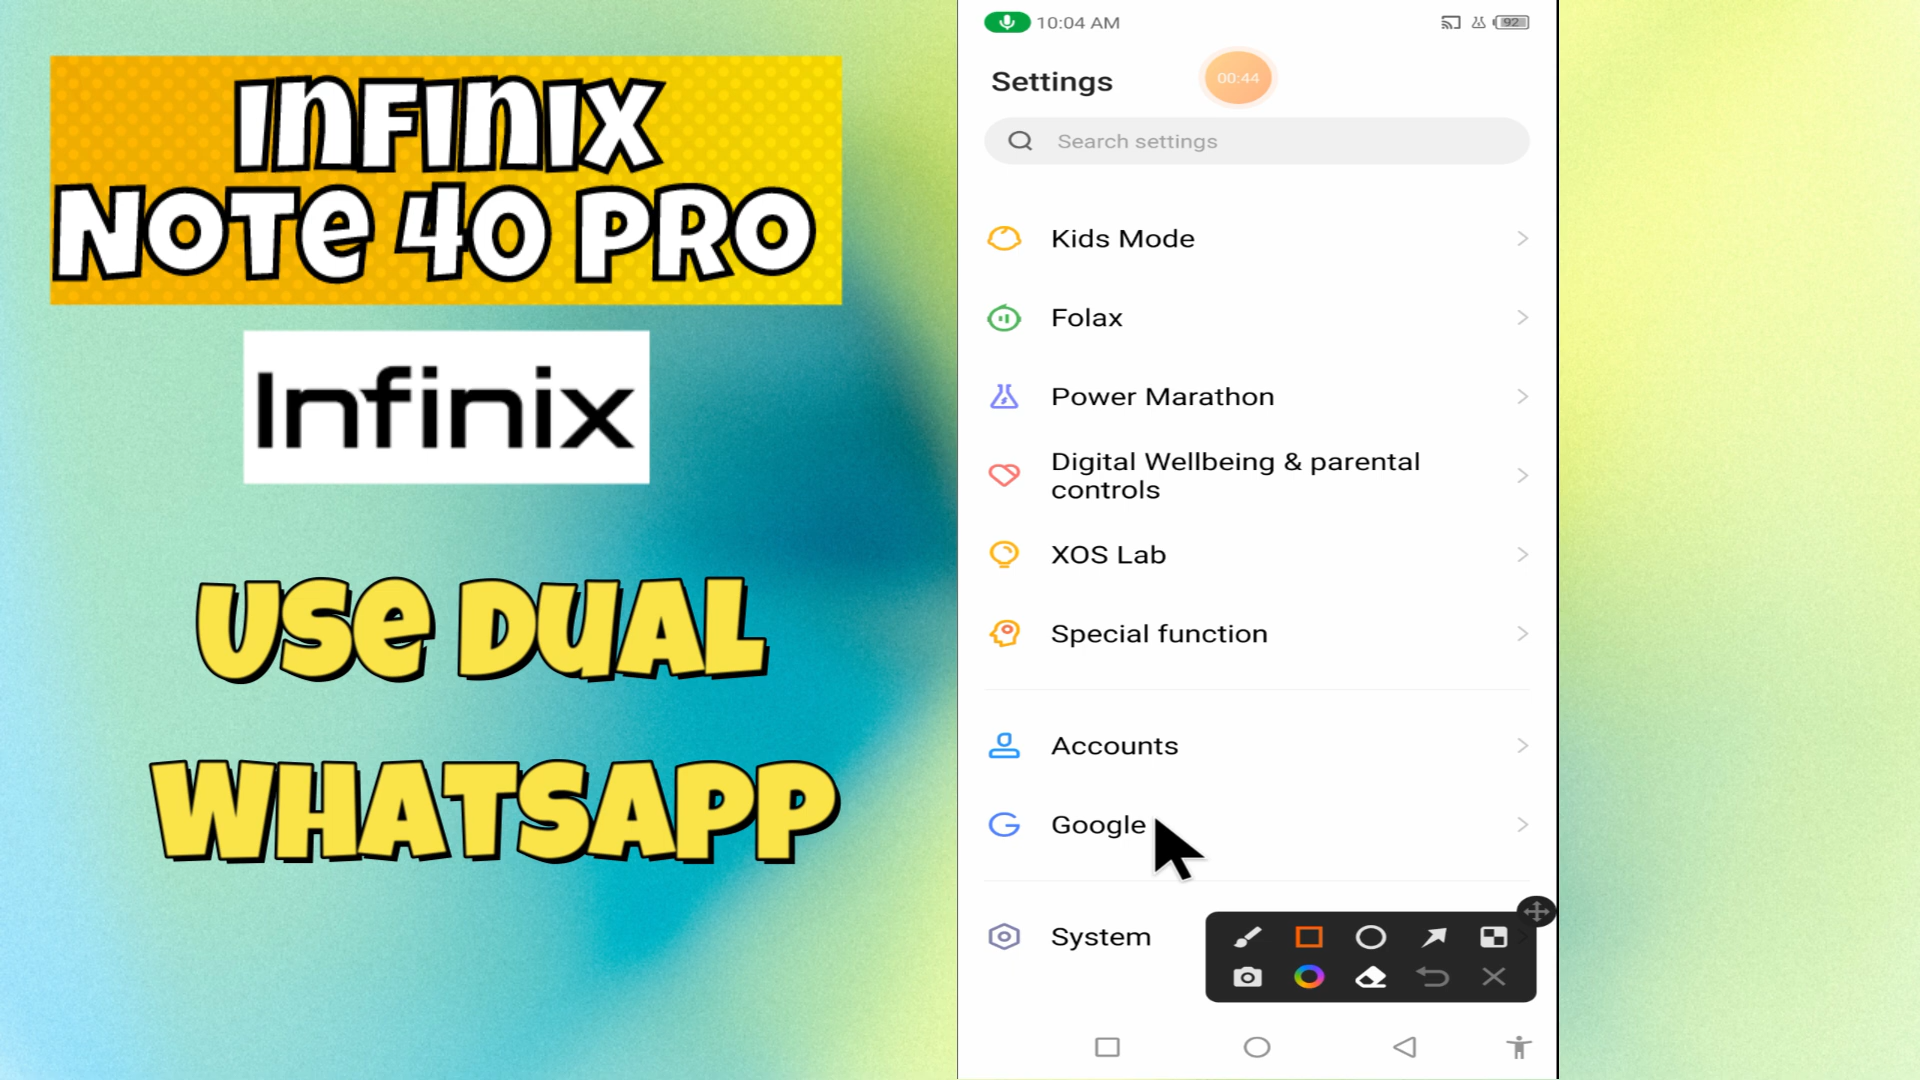 Infinix
Note 40 Pro
Infinix
Use Dual
WhatsApp
10:04 AM
92
Settings
00:44
Search settings
Kids Mode
Folax
Power Marathon
Digital Wellbeing & parental
controls
XOS Lab
Special function
Accounts
Google
System